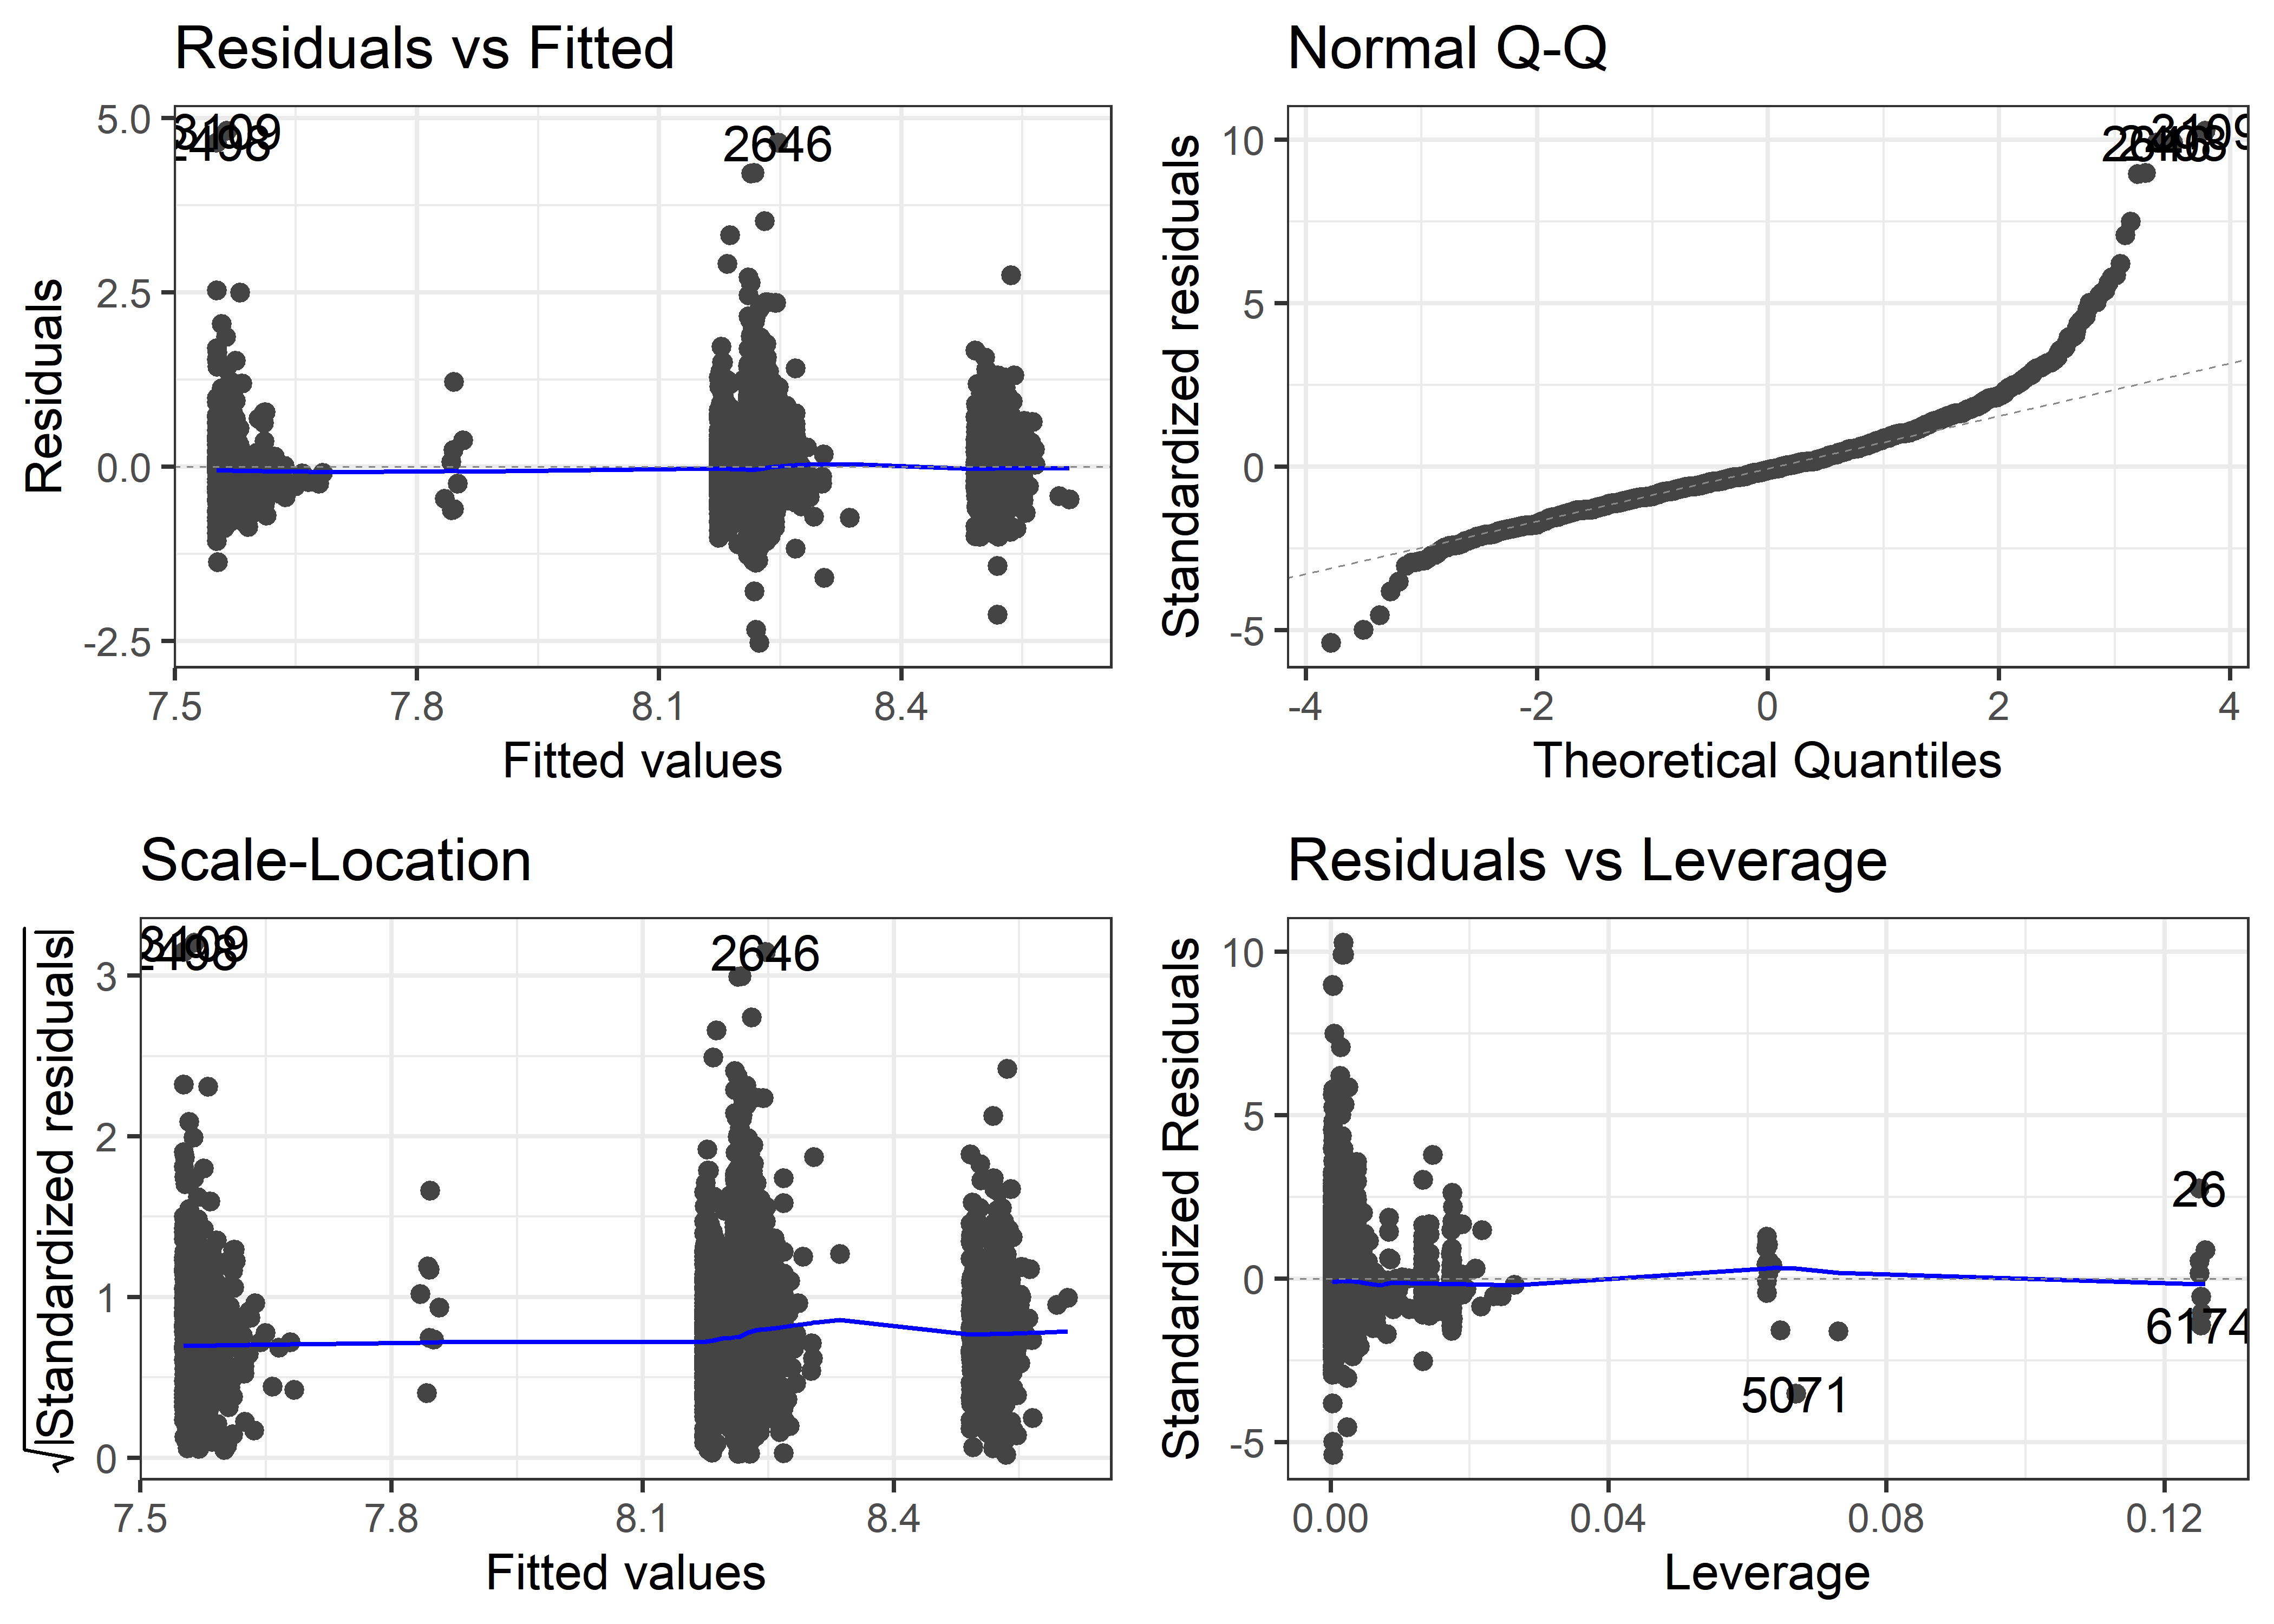 Residuals vs Fitted
Residuals
5.0
2.5
0.0
-2.5
3109
2498
2646
7.5 7.8 8.1 8.4
Fitted values
Normal Q-Q
Standardized residuals
10
5
0
-5
-4 -2 0 2 4
Theoretical Quantiles
Scale-Location
√|Standardized residuals|
3
2
1
0
3109
2498
2646
7.5 7.8 8.1 8.4
Fitted values
Residuals vs Leverage
Standardized Residuals
10
5
0
-5
26
6174
5071
0.00 0.04 0.08 0.12
Leverage